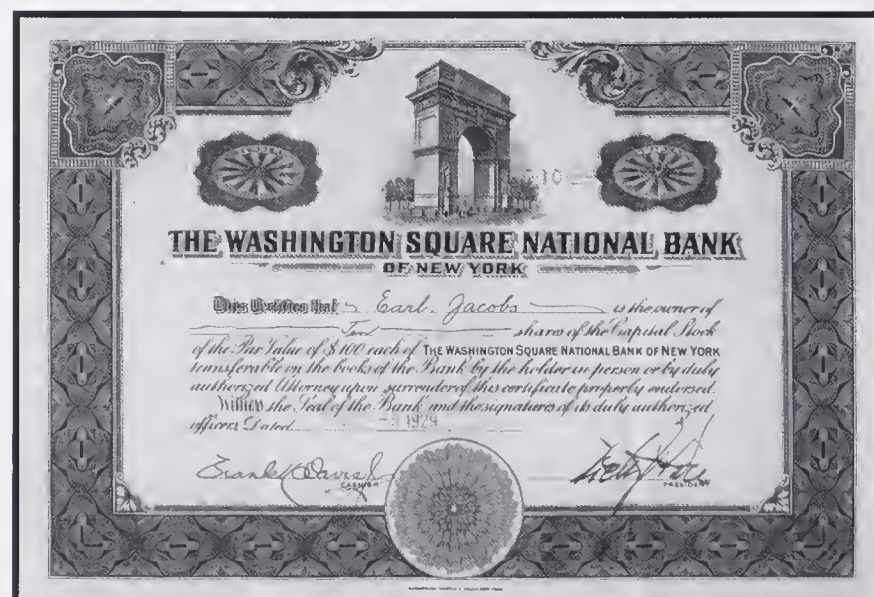 10
THE WASHINGTON SQUARE NATIONAL BANK
OF NEW YORK
This Certifies that Earl Jacobs is the owner of
Ten shares of the Capital Stock
of the Par Value of $100 each of THE WASHINGTON SQUARE NATIONAL BANK OF NEW YORK
transferable on the books of the Bank by the holder in person or by duly
authorized Attorney upon surrender of this certificate properly endorsed.
Witness the Seal of the Bank and the signatures of its duly authorized
officers Dated 1929
CASHIER
PRESIDENT